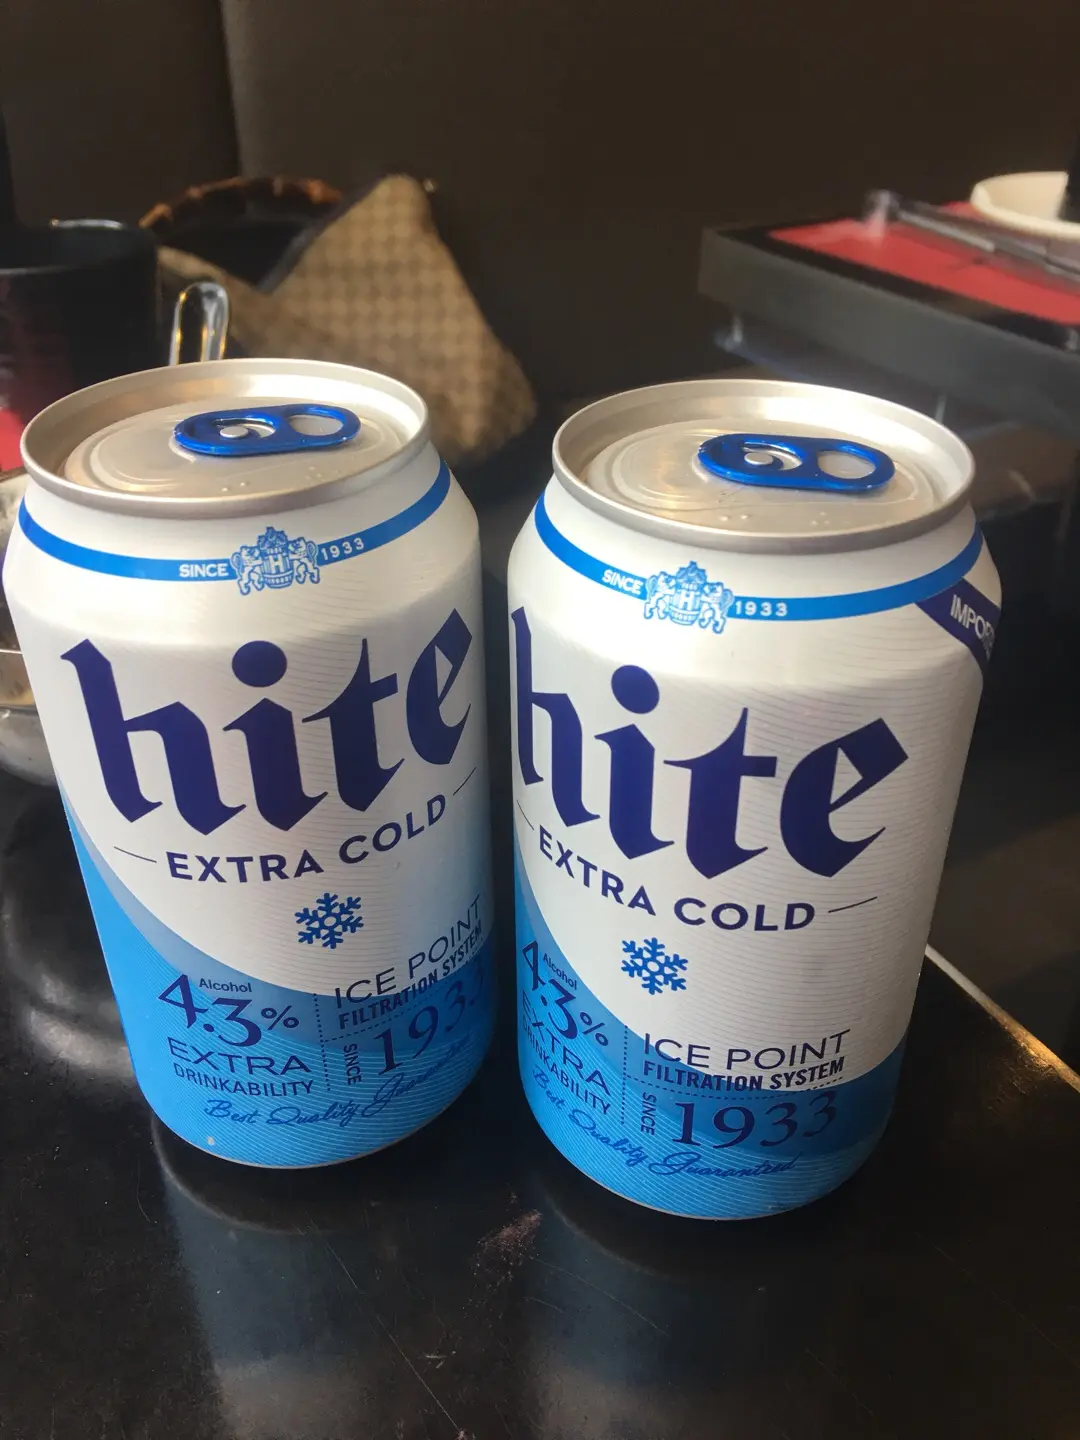 SINCE 1933
hite
EXTRA COLD
Alcohol
4.3%
EXTRA
DRINKABILITY
ICE POINT
FILTRATION SYSTEM
SINCE 1933
Best Quality Guaranteed
SINCE 1933
hite
EXTRA COLD
Alcohol
4.3%
EXTRA
DRINKABILITY
ICE POINT
FILTRATION SYSTEM
SINCE 1933
Best Quality Guaranteed